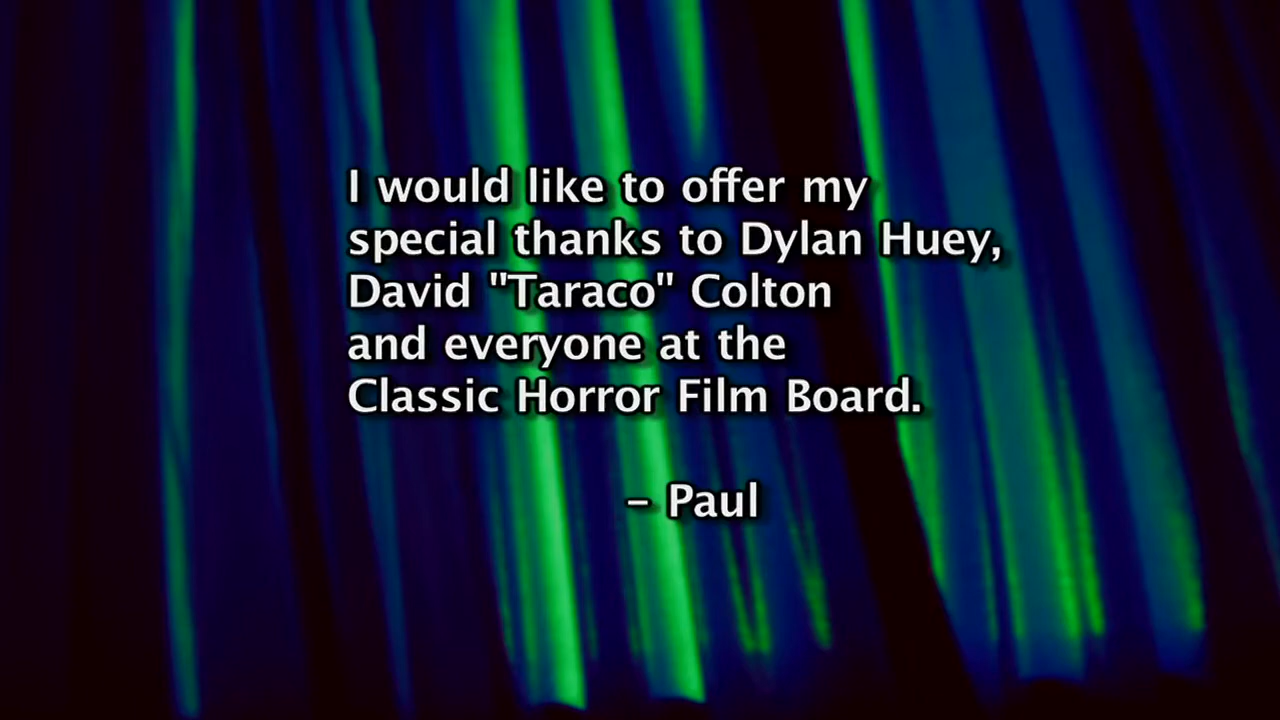 I would like to offer my
special thanks to Dylan Huey,
David "Taraco" Colton
and everyone at the
Classic Horror Film Board.
– Paul